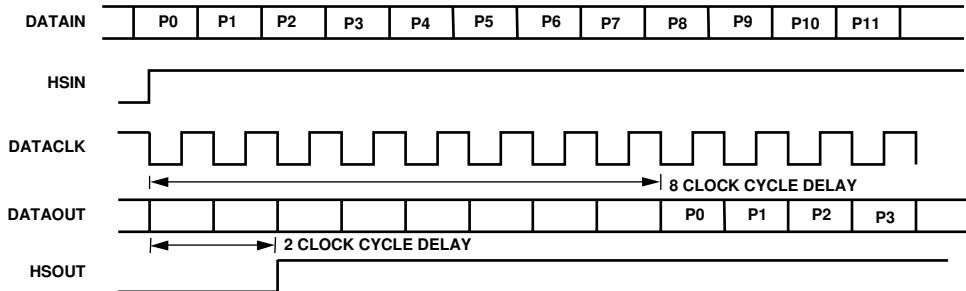 DATAIN P0 P1 P2 P3 P4 P5 P6 P7 P8 P9 P10 P11
HSIN
DATACLK
8 CLOCK CYCLE DELAY
DATAOUT P0 P1 P2 P3
2 CLOCK CYCLE DELAY
HSOUT